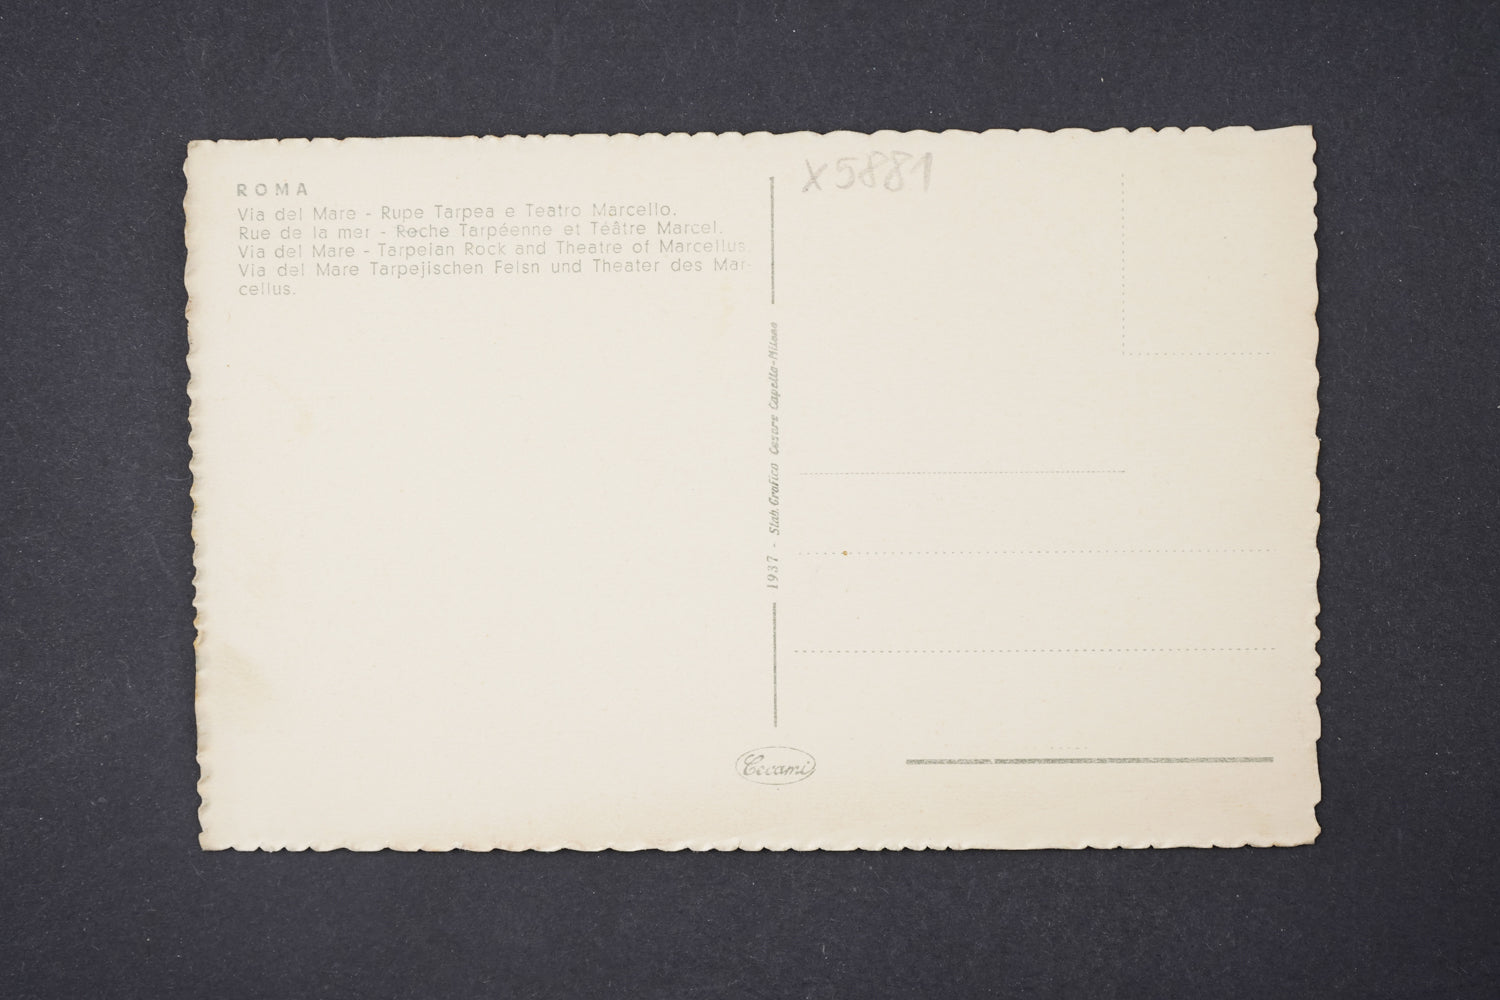 ROMA
Via del Mare - Rupe Tarpea e Teatro Marcello.
Rue de la mer - Roche Tarpéenne et Téâtre Marcel.
Via del Mare - Tarpeian Rock and Theatre of Marcellus.
Via del Mare Tarpejischen Felsn und Theater des Mar-
cellus.
X5881
1937 - Stab. Grafico Cesare Capello-Milano
Cecami